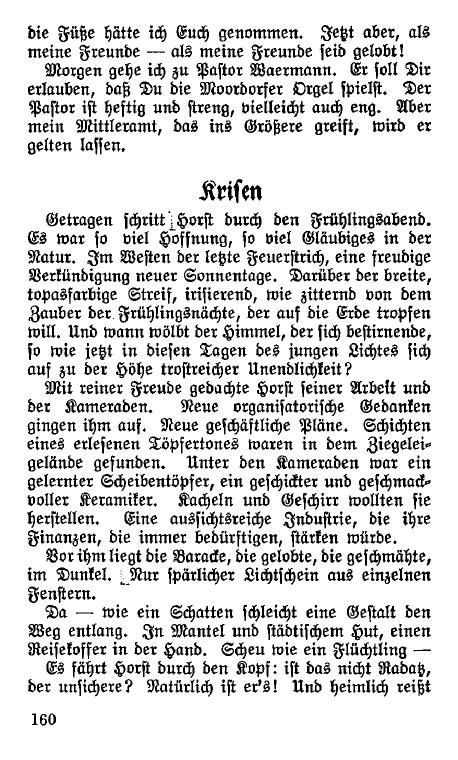 die Füße hätte ich Euch genommen. Jetzt aber, als
meine Freunde — als meine Freunde seid gelobt!
Morgen gehe ich zu Pastor Waermann. Er soll Dir
erlauben, daß Du die Moordorfer Orgel spielst. Der
Pastor ist heftig und streng, vielleicht auch eng. Aber
mein Mittleramt, das ins Größere greift, wird er
gelten lassen.
Krisen
Getragen schritt Horst durch den Frühlingsabend.
Es war so viel Hoffnung, so viel Gläubiges in der
Natur. Im Westen der letzte Feuerstrich, eine freudige
Verkündigung neuer Sonnentage. Darüber der breite,
topasfarbige Streif, irisierend, wie zitternd von dem
Zauber der Frühlingsnächte, der auf die Erde tropfen
will. Und wann wölbt der Himmel, der sich bestirnende,
so wie jetzt in diesen Tagen des jungen Lichtes sich
auf zu der Höhe trostreicher Unendlichkeit?
Mit reiner Freude gedachte Horst seiner Arbeit und
der Kameraden. Neue organisatorische Gedanken
gingen ihm auf. Neue geschäftliche Pläne. Schichten
eines erlesenen Töpfertones waren in dem Ziegelei-
gelände gefunden. Unter den Kameraden war ein
gelernter Scheibentöpfer, ein geschickter und geschmack-
voller Keramiker. Kacheln und Geschirr wollten sie
herstellen. Eine aussichtsreiche Industrie, die ihre
Finanzen, die immer bedürftigen, stärken würde.
Vor ihm liegt die Baracke, die gelobte, die geschmähte,
im Dunkel. Nur spärlicher Lichtschein aus einzelnen
Fenstern.
Da — wie ein Schatten schleicht eine Gestalt den
Weg entlang. In Mantel und städtischem Hut, einen
Reisekoffer in der Hand. Scheu wie ein Flüchtling —
Es fährt Horst durch den Kopf: ist das nicht Radatz,
der unsichere? Natürlich ist er's! Und heimlich reißt
160